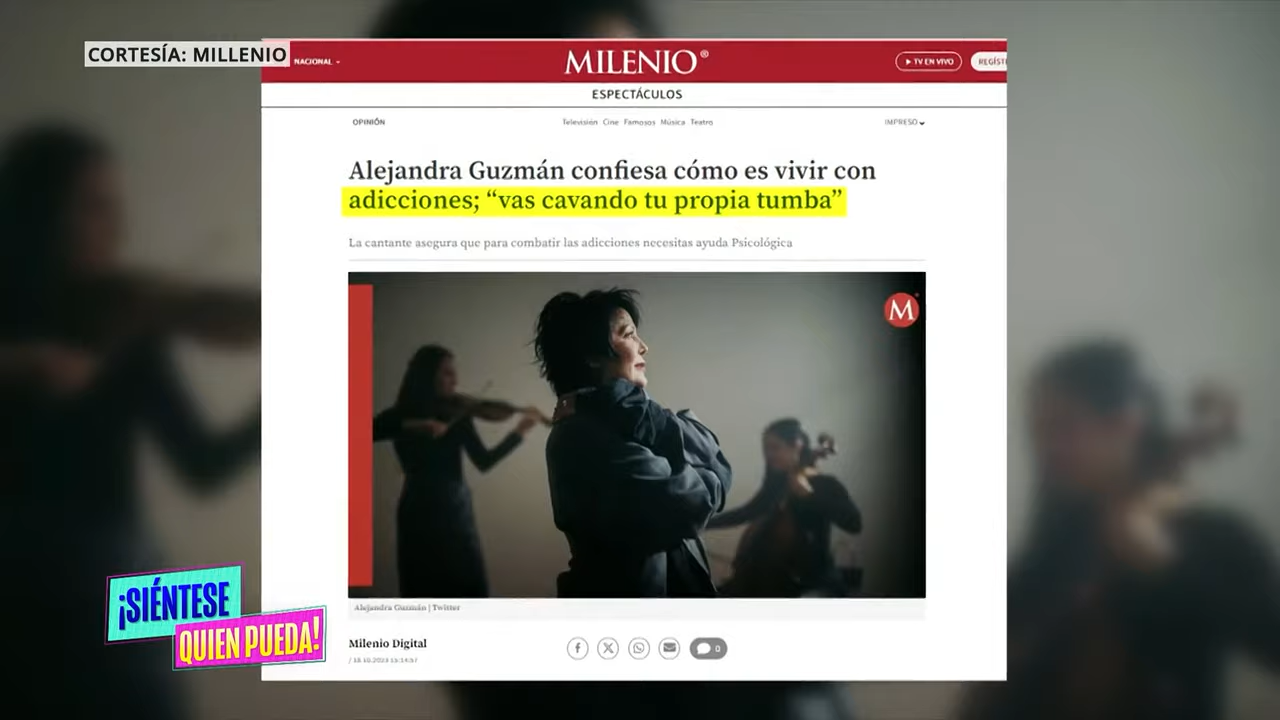 CORTESÍA: MILLENIO
NACIONAL
MILENIO®
TV EN VIVO
ESPECTÁCULOS
OPINIÓN
Televisión Cine Famosos Música Teatro
IMPRESO
Alejandra Guzmán confiesa cómo es vivir con
adicciones; “vas cavando tu propia tumba”
La cantante asegura que para combatir las adicciones necesitas ayuda Psicológica
M
Alejandra Guzmán | Twitter
¡SIÉNTESE
QUIEN PUEDA!
Milenio Digital
0